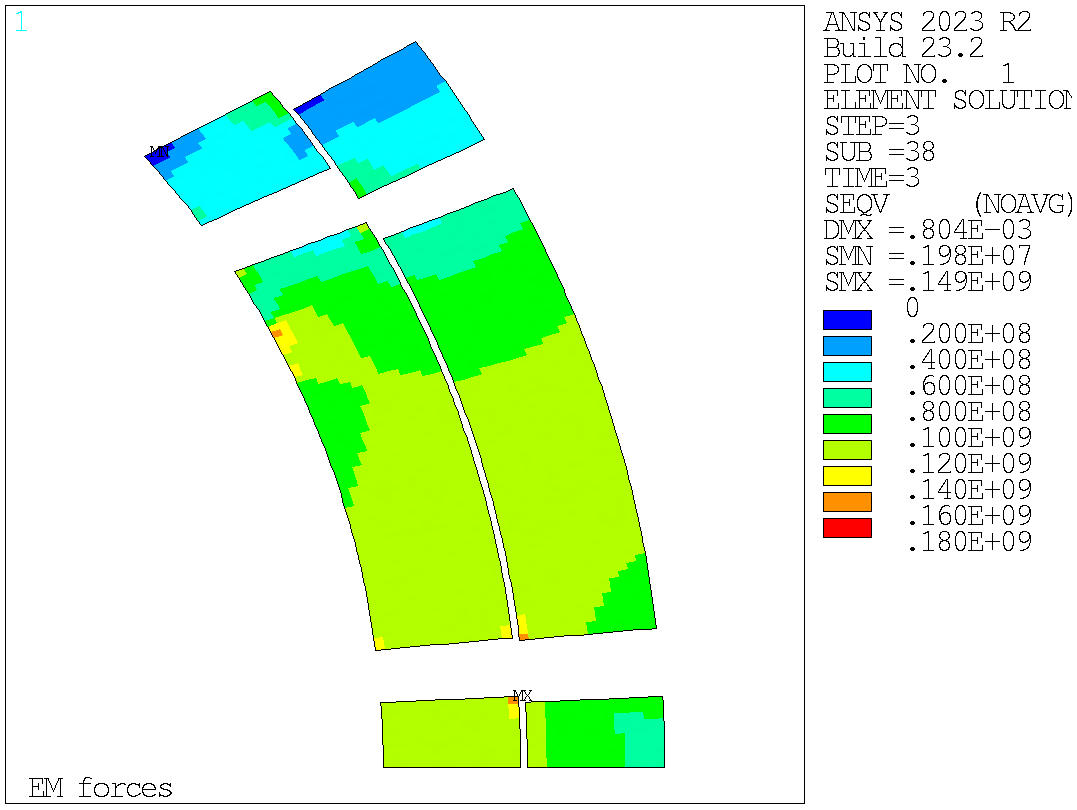 1
ANSYS 2023 R2
Build 23.2
PLOT NO. 1
ELEMENT SOLUTION
STEP=3
SUB =38
TIME=3
SEQV (NOAVG)
DMX =.804E-03
SMN =.198E+07
SMX =.149E+09
0
.200E+08
.400E+08
.600E+08
.800E+08
.100E+09
.120E+09
.140E+09
.160E+09
.180E+09
MN
MX
EM forces